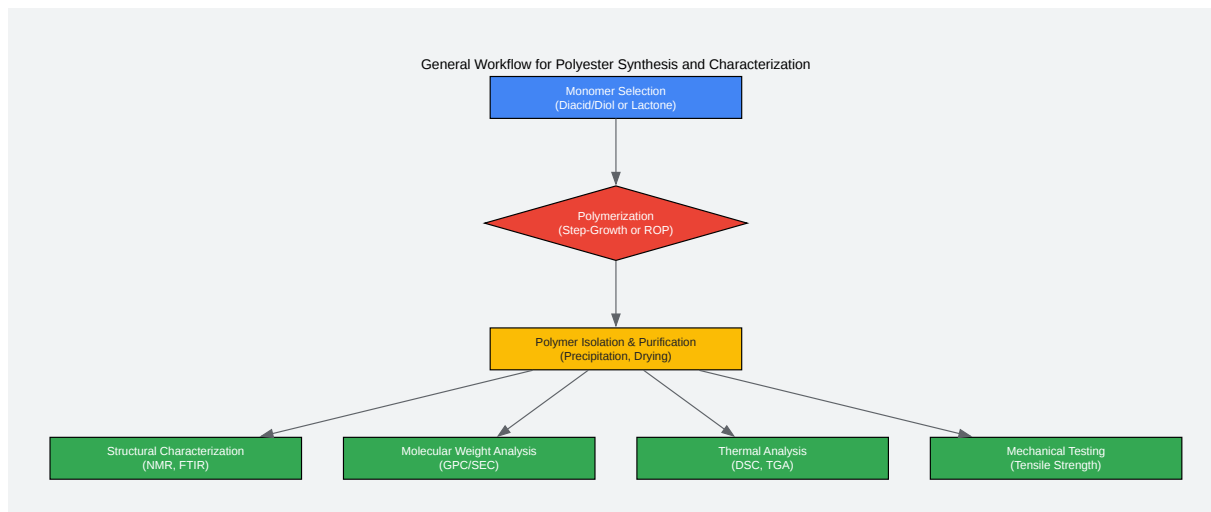 General Workflow for Polyester Synthesis and Characterization
Monomer Selection
(Diacid/Diol or Lactone)
Polymerization
(Step-Growth or ROP)
Polymer Isolation & Purification
(Precipitation, Drying)
Structural Characterization
(NMR, FTIR)
Molecular Weight Analysis
(GPC/SEC)
Thermal Analysis
(DSC, TGA)
Mechanical Testing
(Tensile Strength)